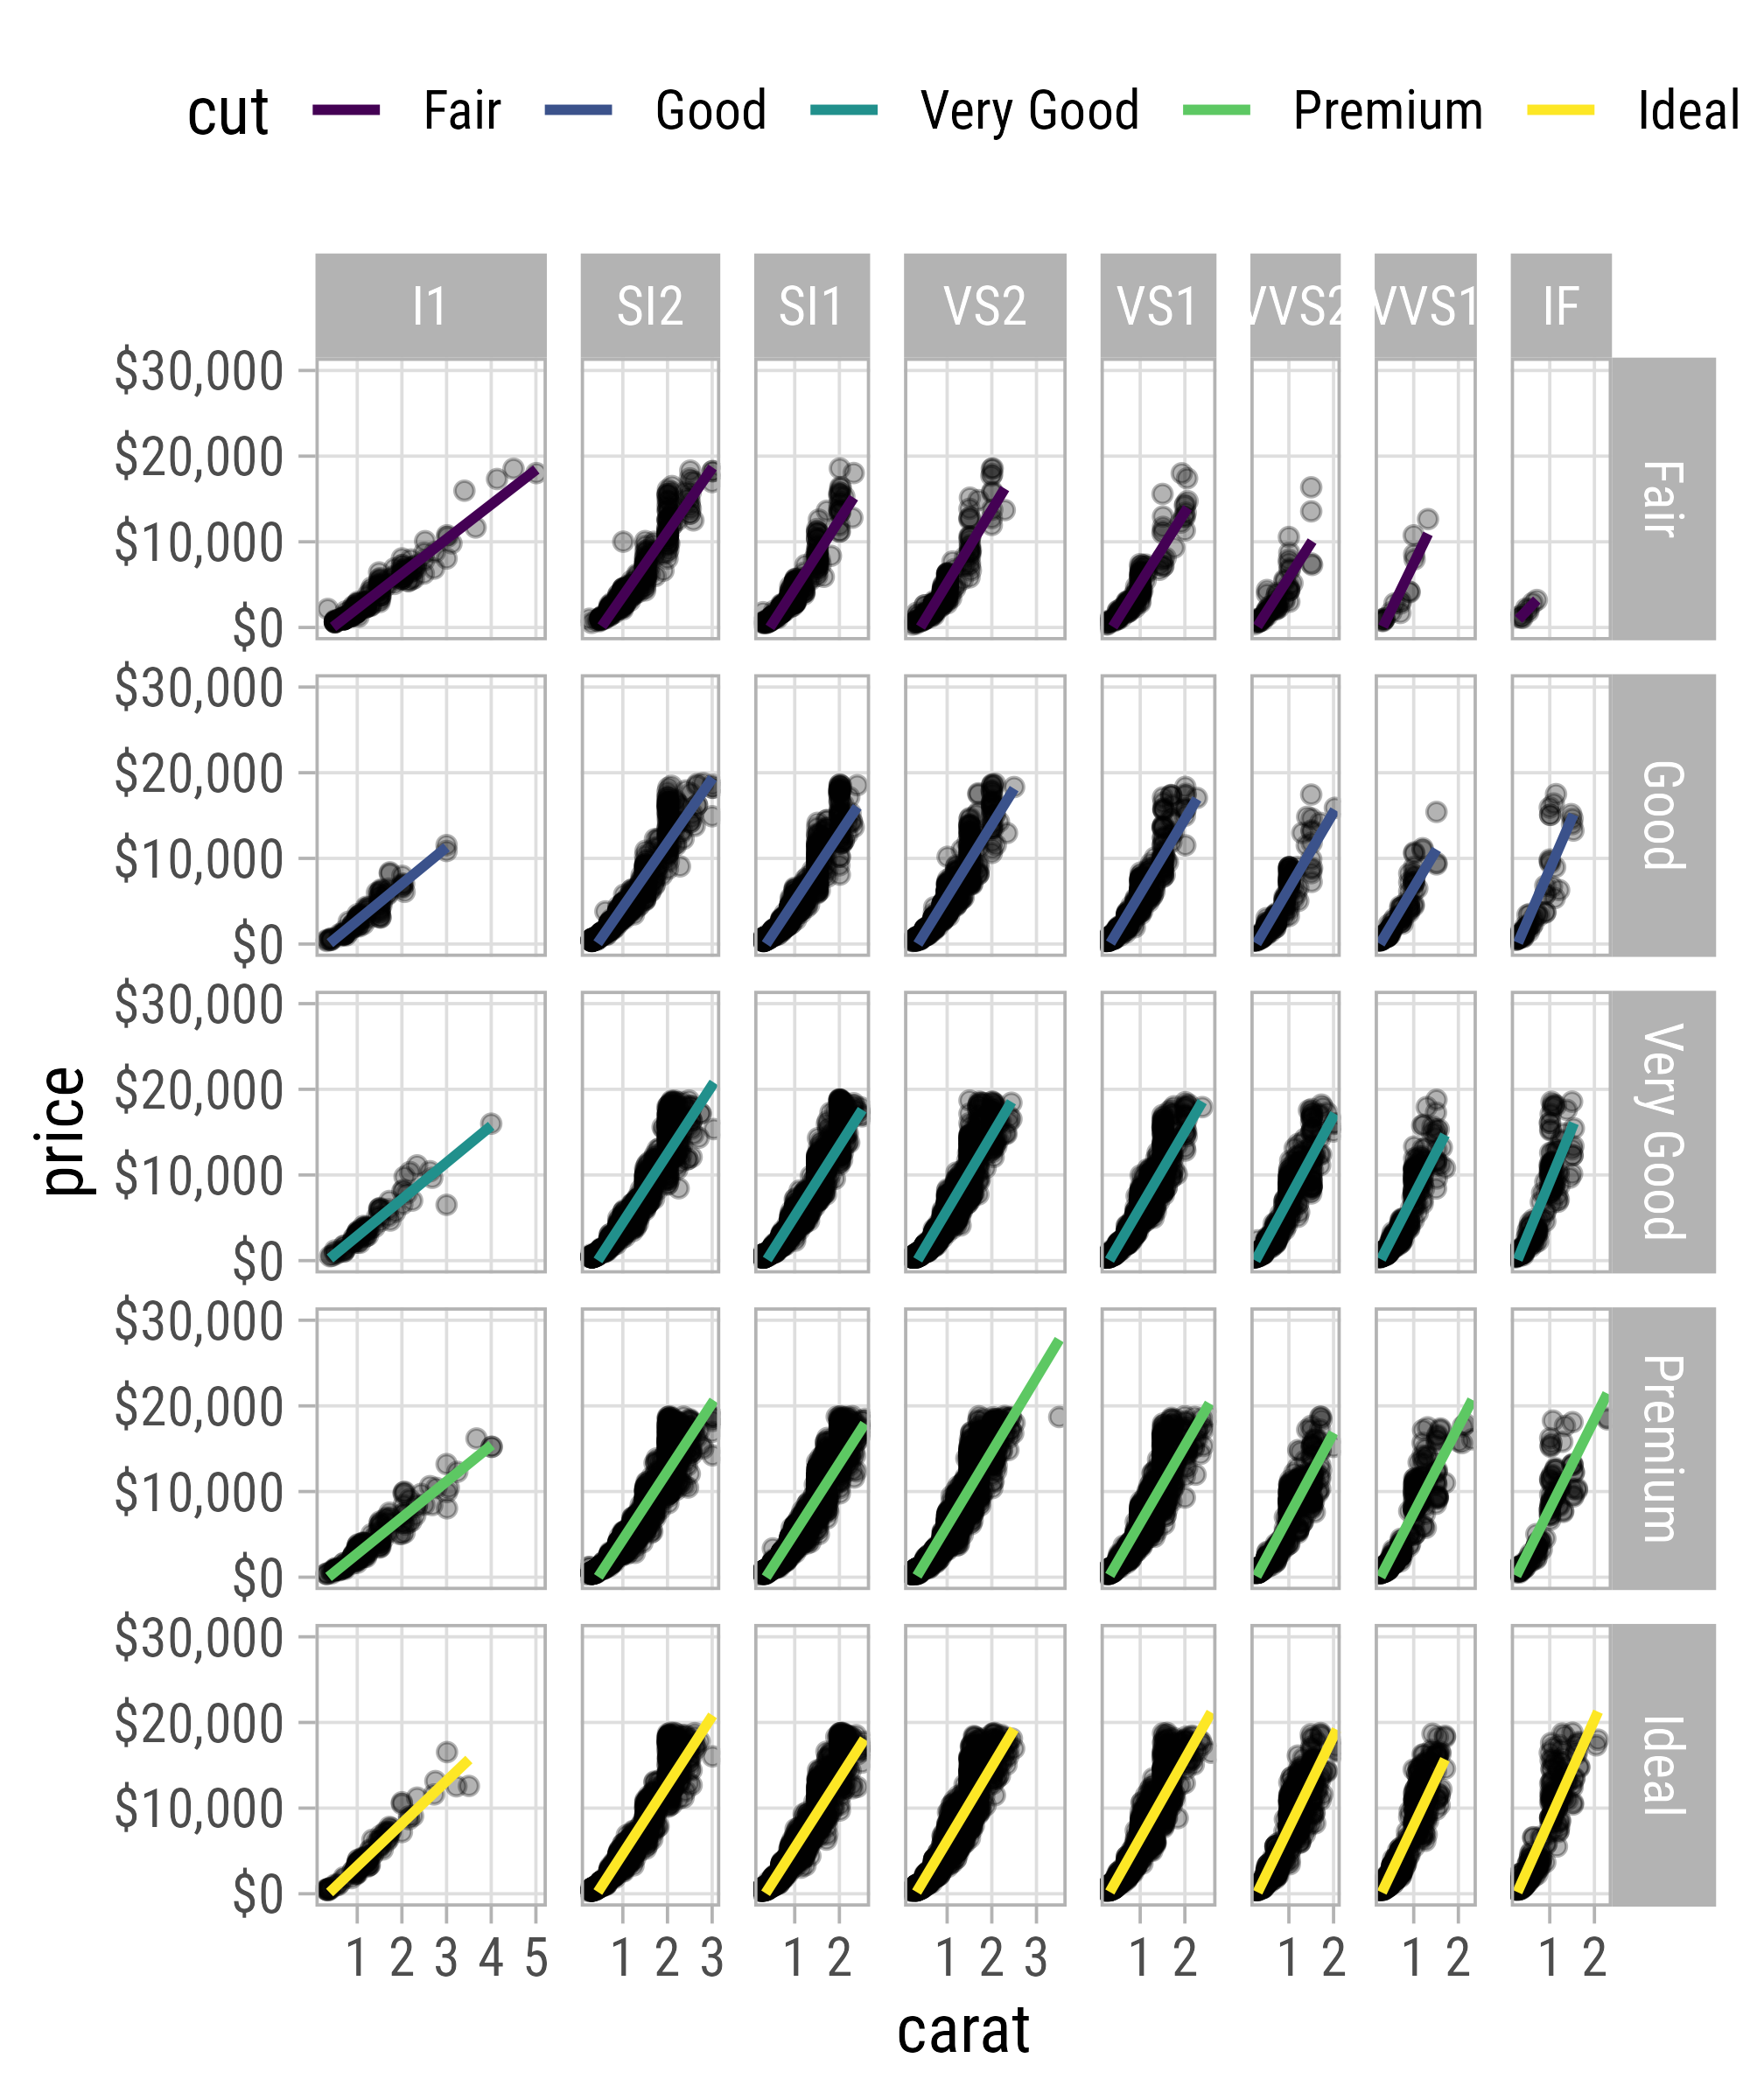 cut Fair Good Very Good Premium Ideal
I1 SI2 SI1 VS2 VS1 VVS2 VVS1 IF
$30,000
$20,000
$10,000
$0
Fair
$30,000
$20,000
$10,000
$0
Good
$30,000
$20,000
$10,000
$0
Very Good
$30,000
$20,000
$10,000
$0
Premium
$30,000
$20,000
$10,000
$0
Ideal
price
1 2 3 4 5 1 2 3 1 2 1 2 3 1 2 1 2 1 2 1 2
carat